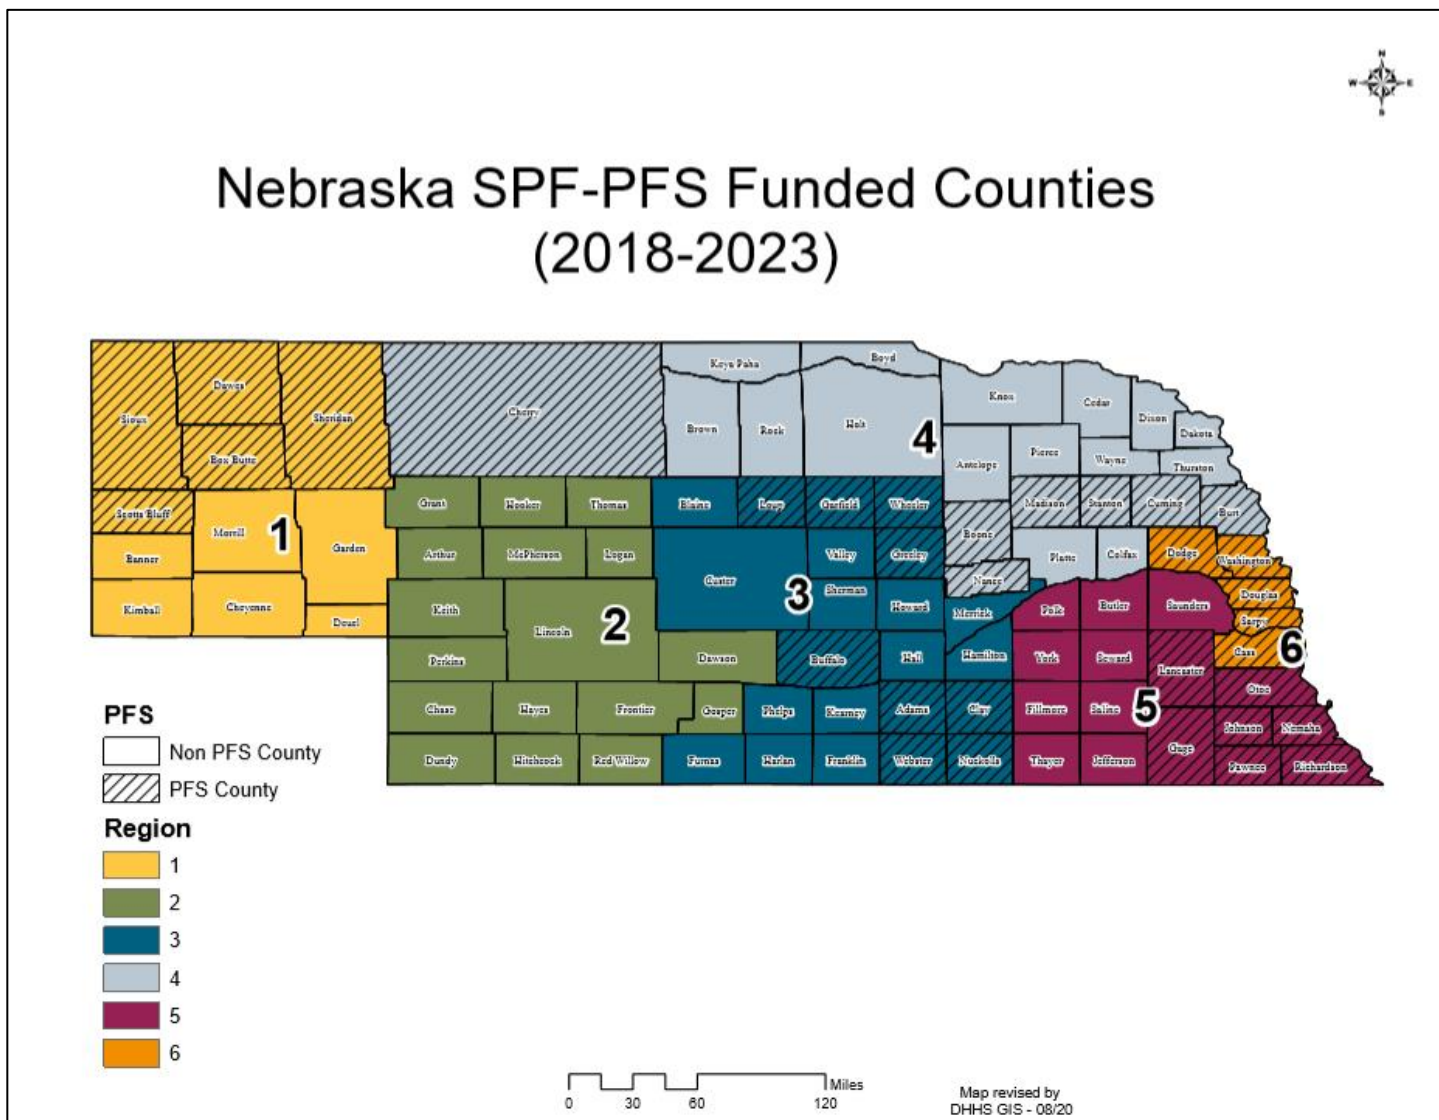 N
W E
S
Nebraska SPF-PFS Funded Counties
(2018-2023)
Keya Paha
Boyd
Dawes
Sioux
Sheridan
Cherry
Knox
Cedar
Dixon
Brown
Rock
Holt
4
Dakota
Box Butte
Antelope
Pierce
Wayne
Thurston
Scotts Bluff
Grant
Hooker
Thomas
Blaine
Loup
Garfield
Wheeler
Madison
Stanton
Cuming
Burt
Morrill
1
Garden
Boone
Banner
Arthur
McPherson
Logan
Valley
Greeley
Platte
Colfax
Dodge
Washington
Custer
3
Sherman
Nance
Douglas
Kimball
Cheyenne
Deuel
Keith
Lincoln
2
Howard
Merrick
Polk
Butler
Saunders
Sarpy
Perkins
Dawson
Buffalo
Hall
Hamilton
York
Seward
Lancaster
Cass
6
Otoe
Chase
Hayes
Frontier
Gosper
Phelps
Kearney
Adams
Clay
Fillmore
Saline
5
Johnson
Nemaha
Gage
Dundy
Hitchcock
Red Willow
Furnas
Harlan
Franklin
Webster
Nuckolls
Thayer
Jefferson
Pawnee
Richardson
PFS
Non PFS County
PFS County
Region
1
2
3
4
5
6
Miles
0 30 60 120
Map revised by
DHHS GIS - 08/20